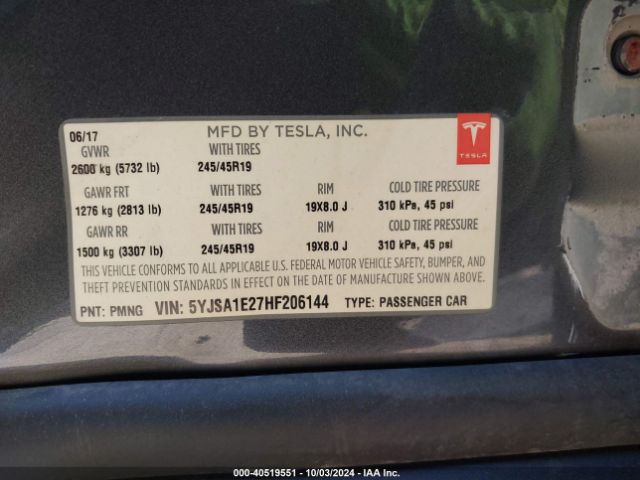 06/17 MFD BY TESLA, INC.
GVWR WITH TIRES
2600 kg (5732 lb) 245/45R19
TESLA
GAWR FRT WITH TIRES RIM COLD TIRE PRESSURE
1276 kg (2813 lb) 245/45R19 19X8.0 J 310 kPa, 45 psi
GAWR RR WITH TIRES RIM COLD TIRE PRESSURE
1500 kg (3307 lb) 245/45R19 19X8.0 J 310 kPa, 45 psi
THIS VEHICLE CONFORMS TO ALL APPLICABLE U.S. FEDERAL MOTOR VEHICLE SAFETY, BUMPER, AND
THEFT PREVENTION STANDARDS IN EFFECT ON THE DATE OF MANUFACTURE SHOWN ABOVE.
PNT: PMNG VIN: 5YJSA1E27HF206144 TYPE: PASSENGER CAR
000-40519551 - 10/03/2024 - IAA Inc.